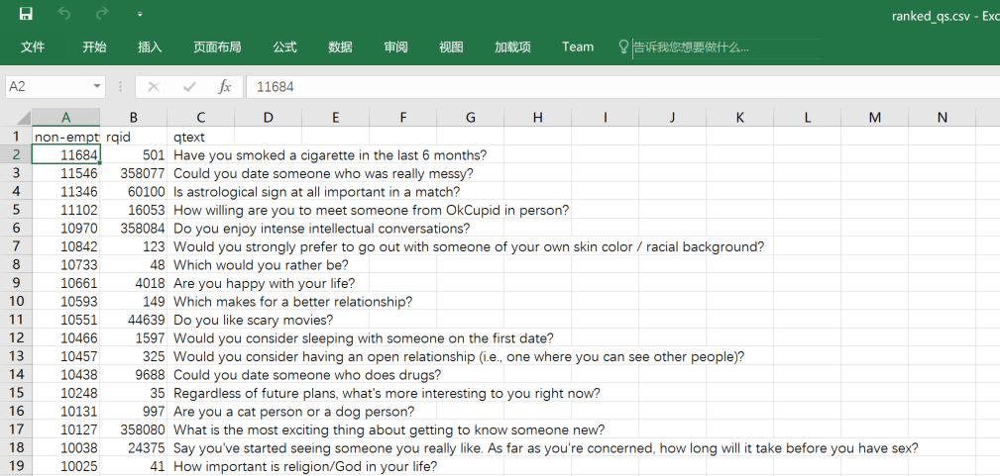 ranked_qs.csv - Exc
文件 开始 插入 页面布局 公式 数据 审阅 视图 加载项 Team 告诉我您想要做什么...
A2 fx 11684
A B C D E F G H I J K L M N
1 non-empt rqid qtext
2 11684 501 Have you smoked a cigarette in the last 6 months?
3 11546 358077 Could you date someone who was really messy?
4 11346 60100 Is astrological sign at all important in a match?
5 11102 16053 How willing are you to meet someone from OkCupid in person?
6 10970 358084 Do you enjoy intense intellectual conversations?
7 10842 123 Would you strongly prefer to go out with someone of your own skin color / racial background?
8 10733 48 Which would you rather be?
9 10661 4018 Are you happy with your life?
10 10593 149 Which makes for a better relationship?
11 10551 44639 Do you like scary movies?
12 10466 1597 Would you consider sleeping with someone on the first date?
13 10457 325 Would you consider having an open relationship (i.e., one where you can see other people)?
14 10438 9688 Could you date someone who does drugs?
15 10248 35 Regardless of future plans, what's more interesting to you right now?
16 10131 997 Are you a cat person or a dog person?
17 10127 358080 What is the most exciting thing about getting to know someone new?
18 10038 24375 Say you've started seeing someone you really like. As far as you're concerned, how long will it take before you have sex?
19 10025 41 How important is religion/God in your life?